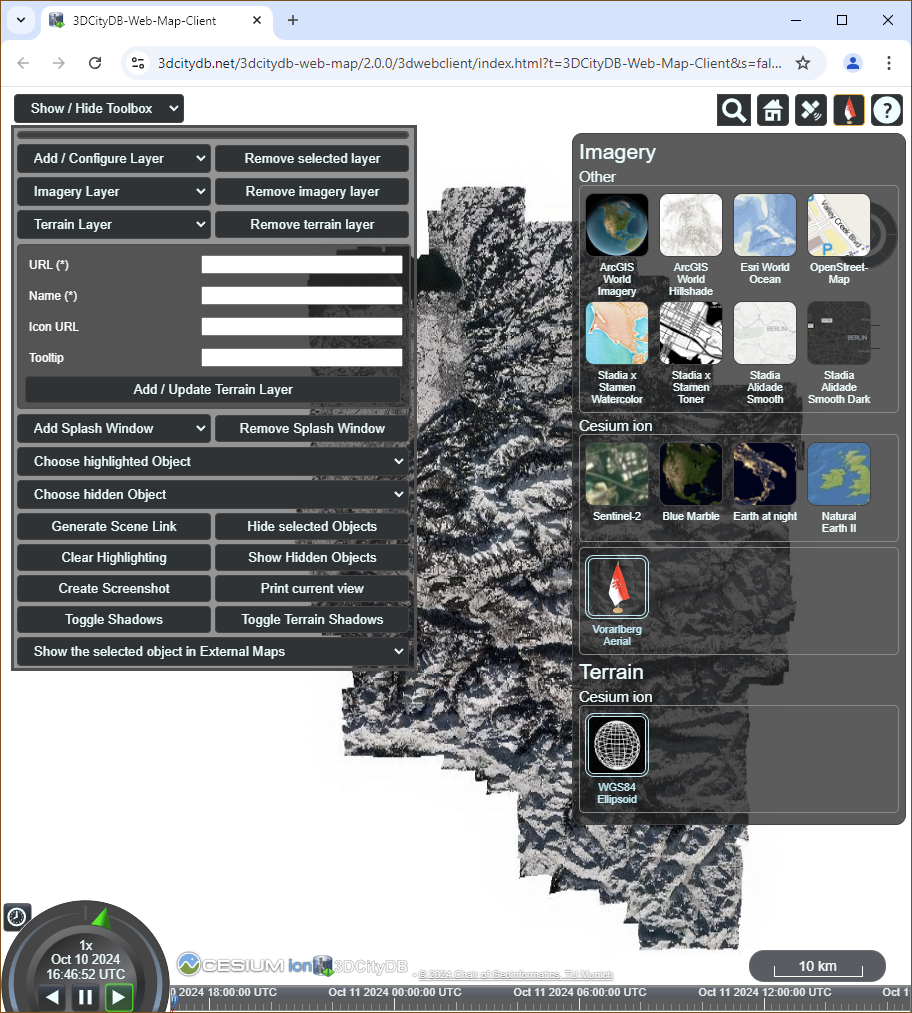 3DCityDB-Web-Map-Client
3dcitydb.net/3dcitydb-web-map/2.0.0/3dwebclient/index.html?t=3DCityDB-Web-Map-Client&s=fal...
Show / Hide Toolbox
Add / Configure Layer
Remove selected layer
Imagery Layer
Remove imagery layer
Terrain Layer
Remove terrain layer
URL (*)
Name (*)
Icon URL
Tooltip
Add / Update Terrain Layer
Add Splash Window
Remove Splash Window
Choose highlighted Object
Choose hidden Object
Generate Scene Link
Hide selected Objects
Clear Highlighting
Show Hidden Objects
Create Screenshot
Print current view
Toggle Shadows
Toggle Terrain Shadows
Show the selected object in External Maps
?
Imagery
Other
Valley Creek Blvd
P
ArcGIS
World
Imagery
ArcGIS
World
Hillshade
Esri World
Ocean
OpenStreet-
Map
BERLIN
BERLIN
Stadia x
Stamen
Watercolor
Stadia x
Stamen
Toner
Stadia
Alidade
Smooth
Stadia
Alidade
Smooth Dark
Cesium ion
Sentinel-2
Blue Marble
Earth at night
Natural
Earth II
Vorarlberg
Aerial
Terrain
Cesium ion
WGS84
Ellipsoid
1x
Oct 10 2024
16:46:52 UTC
CESIUM ion
3DCityDB
• © 2024 Chair of Geoinformatics, TU Munich
10 km
0 2024 18:00:00 UTC
Oct 11 2024 00:00:00 UTC
Oct 11 2024 06:00:00 UTC
Oct 11 2024 12:00:00 UTC
Oct 1